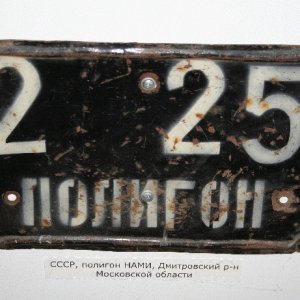 2 25
ПОЛИГОН
СССР, полигон НАМИ, Дмитровский р-н
Московской области